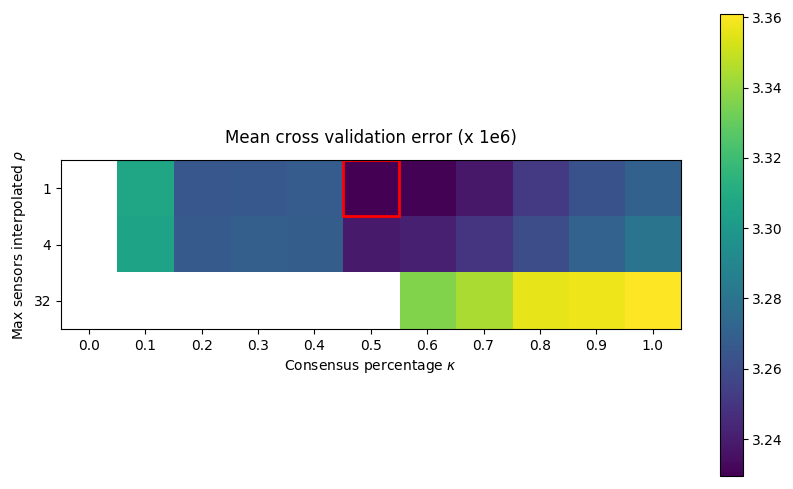 Mean cross validation error (x 1e6)
Max sensors interpolated ρ
1
4
32
0.0 0.1 0.2 0.3 0.4 0.5 0.6 0.7 0.8 0.9 1.0
Consensus percentage κ
3.36
3.34
3.32
3.30
3.28
3.26
3.24